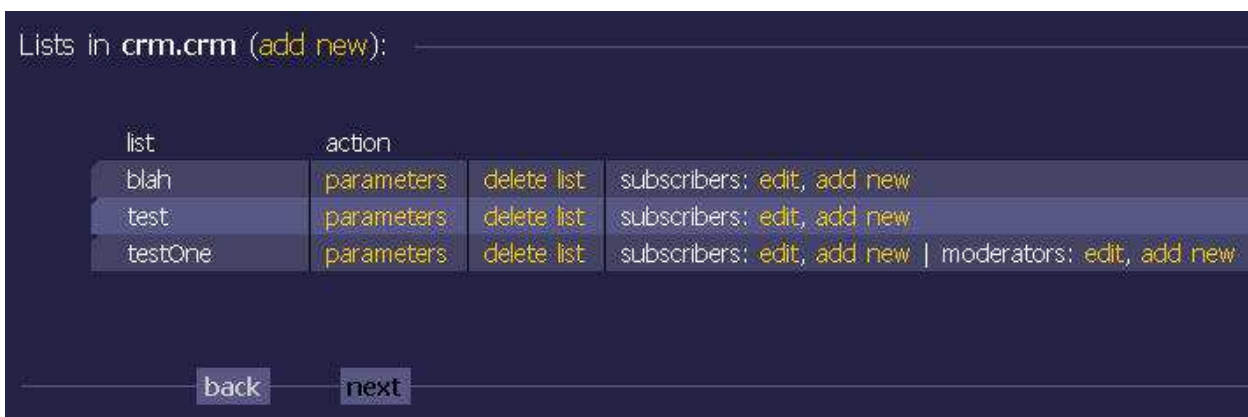 Lists in crm.crm (add new):
list action
blah parameters delete list subscribers: edit, add new
test parameters delete list subscribers: edit, add new
testOne parameters delete list subscribers: edit, add new | moderators: edit, add new
back next